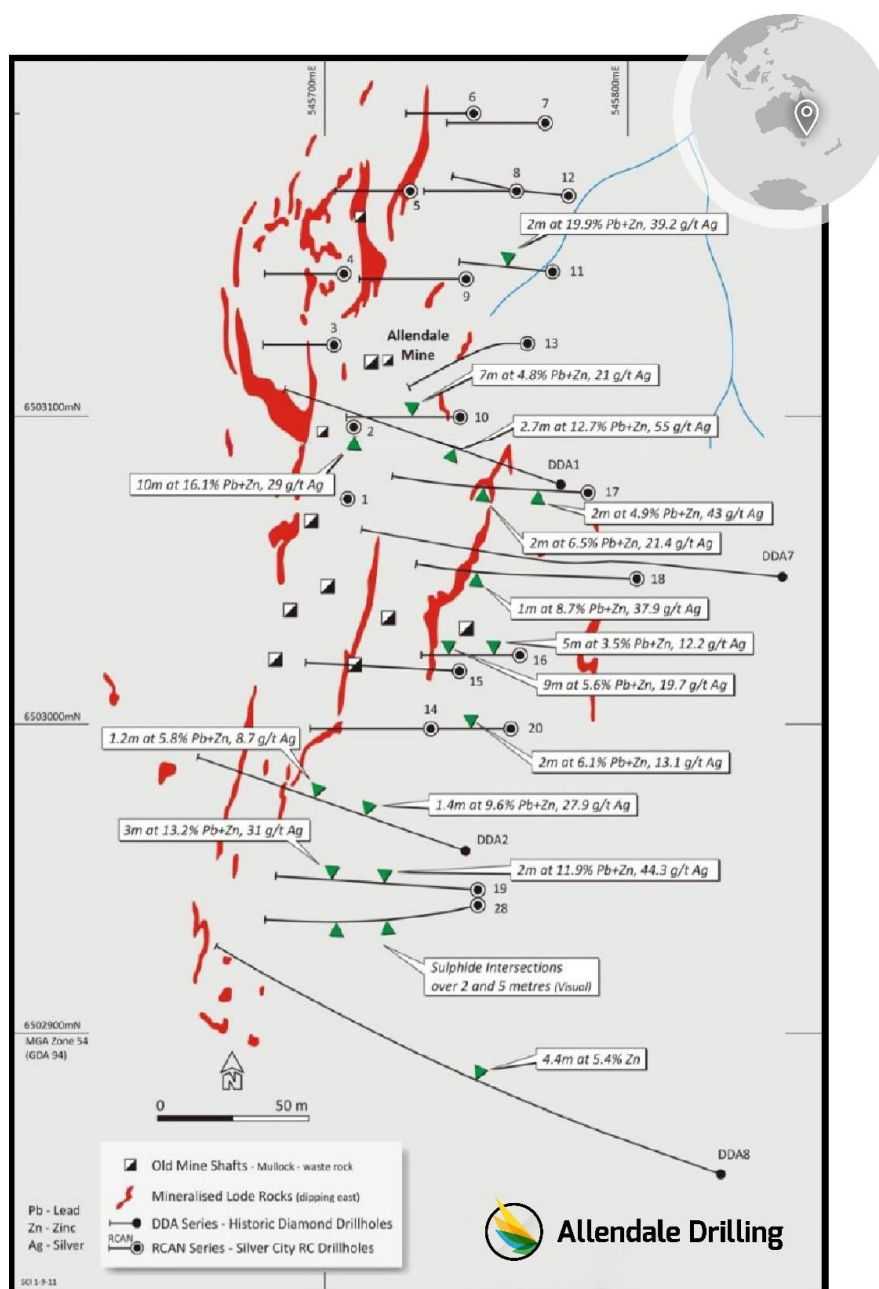 545700mE
545800mE
6
7
5
8
12
2m at 19.9% Pb+Zn, 39.2 g/t Ag
4
9
11
3
Allendale
Mine
13
7m at 4.8% Pb+Zn, 21 g/t Ag
6503100mN
10
2
2.7m at 12.7% Pb+Zn, 55 g/t Ag
DDA1
10m at 16.1% Pb+Zn, 29 g/t Ag
1
17
2m at 4.9% Pb+Zn, 43 g/t Ag
2m at 6.5% Pb+Zn, 21.4 g/t Ag
DDA7
18
1m at 8.7% Pb+Zn, 37.9 g/t Ag
5m at 3.5% Pb+Zn, 12.2 g/t Ag
16
15
9m at 5.6% Pb+Zn, 19.7 g/t Ag
6503000mN
14
20
1.2m at 5.8% Pb+Zn, 8.7 g/t Ag
2m at 6.1% Pb+Zn, 13.1 g/t Ag
1.4m at 9.6% Pb+Zn, 27.9 g/t Ag
3m at 13.2% Pb+Zn, 31 g/t Ag
DDA2
2m at 11.9% Pb+Zn, 44.3 g/t Ag
19
28
Sulphide Intersections
over 2 and 5 metres (Visual)
6502900mN
MGA Zone 54
(GDA 94)
4.4m at 5.4% Zn
N
0 50 m
DDA8
Old Mine Shafts - Mullock - waste rock
Mineralised Lode Rocks (dipping east)
DDA Series - Historic Diamond Drillholes
RCAN
RCAN Series - Silver City RC Drillholes
Pb - Lead
Zn - Zinc
Ag - Silver
Allendale Drilling
SCI 1-9-11